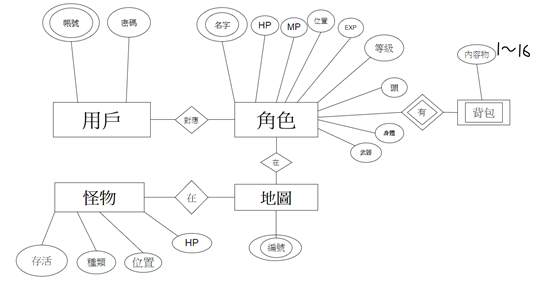 帳號
密碼
名字
HP
MP
位置
EXP
等級
內容物 1~16
頭
用戶
對應
角色
有
背包
身體
武器
在
怪物
在
地圖
HP
編號
存活
種類
位置